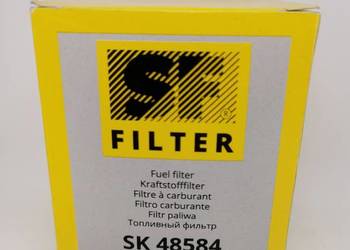 SF®
FILTER
Fuel filter
Kraftstofffilter
Filtre à carburant
Filtro carburante
Filtr paliwa
Топливный фильтр
SK 48584